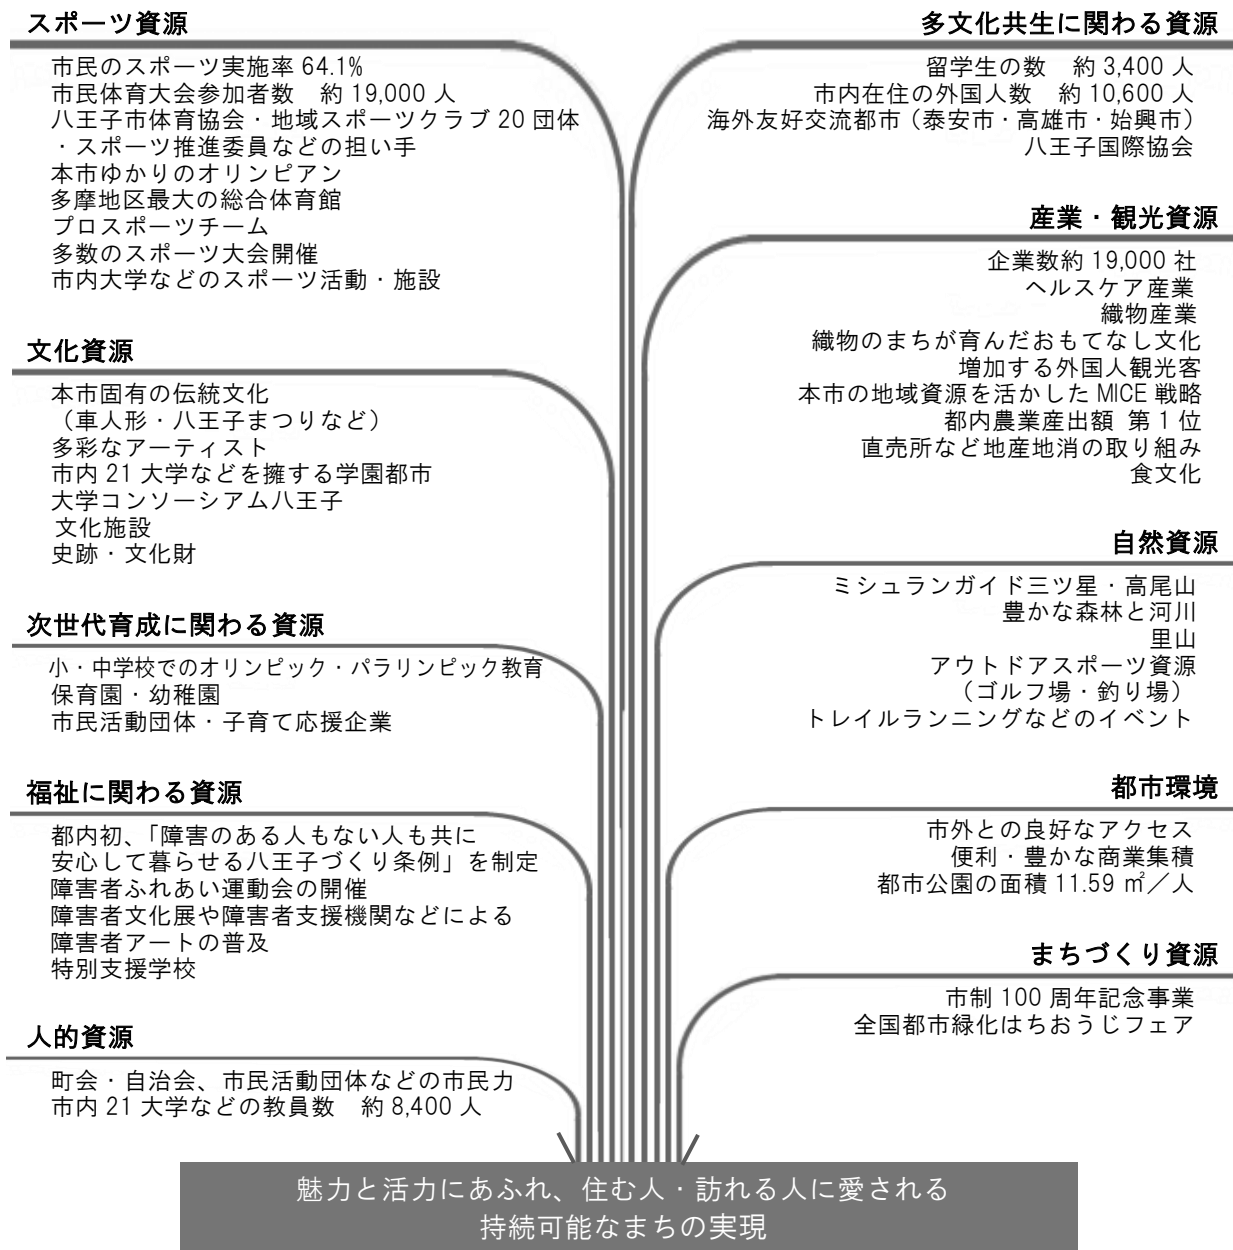 スポーツ資源
市民のスポーツ実施率 64.1%
市民体育大会参加者数　約 19,000 人
八王子市体育協会・地域スポーツクラブ 20 団体
・スポーツ推進委員などの担い手
本市ゆかりのオリンピアン
多摩地区最大の総合体育館
プロスポーツチーム
多数のスポーツ大会開催
市内大学などのスポーツ活動・施設
文化資源
本市固有の伝統文化
（車人形・八王子まつりなど）
多彩なアーティスト
市内 21 大学などを擁する学園都市
大学コンソーシアム八王子
文化施設
史跡・文化財
次世代育成に関わる資源
小・中学校でのオリンピック・パラリンピック教育
保育園・幼稚園
市民活動団体・子育て応援企業
福祉に関わる資源
都内初、「障害のある人もない人も共に
安心して暮らせる八王子づくり条例」を制定
障害者ふれあい運動会の開催
障害者文化展や障害者支援機関などによる
障害者アートの普及
特別支援学校
人的資源
町会・自治会、市民活動団体などの市民力
市内 21 大学などの教員数　約 8,400 人
多文化共生に関わる資源
留学生の数　約 3,400 人
市内在住の外国人数　約 10,600 人
海外友好交流都市（泰安市・高雄市・始興市）
八王子国際協会
産業・観光資源
企業数約 19,000 社
ヘルスケア産業
織物産業
織物のまちが育んだおもてなし文化
増加する外国人観光客
本市の地域資源を活かした MICE 戦略
都内農業産出額 第 1 位
直売所など地産地消の取り組み
食文化
自然資源
ミシュランガイド三ツ星・高尾山
豊かな森林と河川
里山
アウトドアスポーツ資源
（ゴルフ場・釣り場）
トレイルランニングなどのイベント
都市環境
市外との良好なアクセス
便利・豊かな商業集積
都市公園の面積 11.59 ㎡／人
まちづくり資源
市制 100 周年記念事業
全国都市緑化はちおうじフェア
魅力と活力にあふれ、住む人・訪れる人に愛される
持続可能なまちの実現